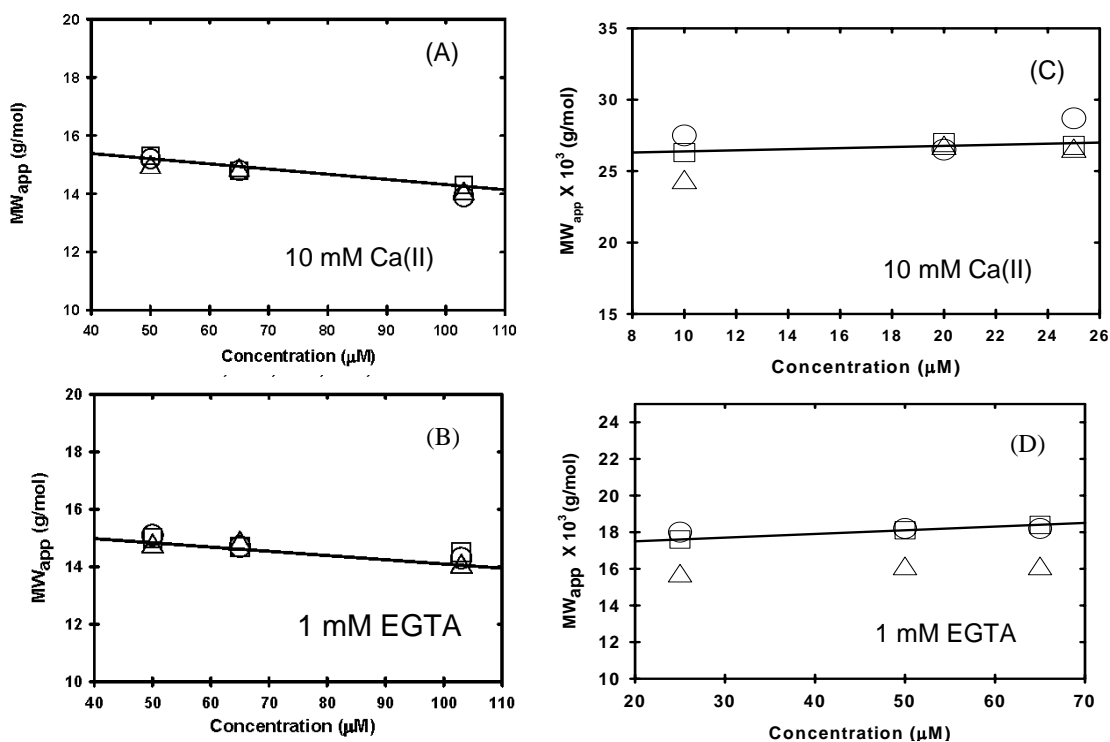 20
18
16
14
12
10
MWapp (g/mol)
(A)
10 mM Ca(II)
40 50 60 70 80 90 100 110
Concentration (μM)
20
18
16
14
12
10
MWapp (g/mol)
(B)
1 mM EGTA
40 50 60 70 80 90 100 110
Concentration (μM)
35
30
25
20
15
MWapp X 10³ (g/mol)
(C)
10 mM Ca(II)
8 10 12 14 16 18 20 22 24 26
Concentration (μM)
24
22
20
18
16
14
12
10
MWapp X 10³ (g/mol)
(D)
1 mM EGTA
20 30 40 50 60 70
Concentration (μM)